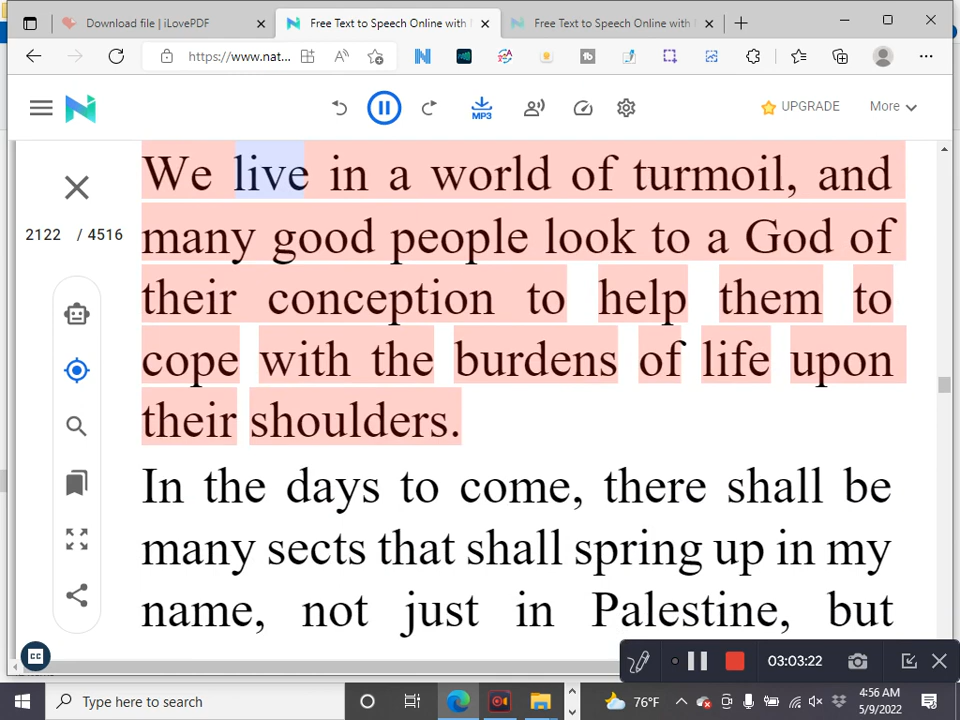 Download file | iLovePDF
Free Text to Speech Online with
Free Text to Speech Online with
https://www.nat...
MP3
UPGRADE
More
2122 / 4516
We live in a world of turmoil, and
many good people look to a God of
their conception to help them to
cope with the burdens of life upon
their shoulders.
In the days to come, there shall be
many sects that shall spring up in my
name, not just in Palestine, but
CC
03:03:22
Type here to search
76°F
4:56 AM
5/9/2022